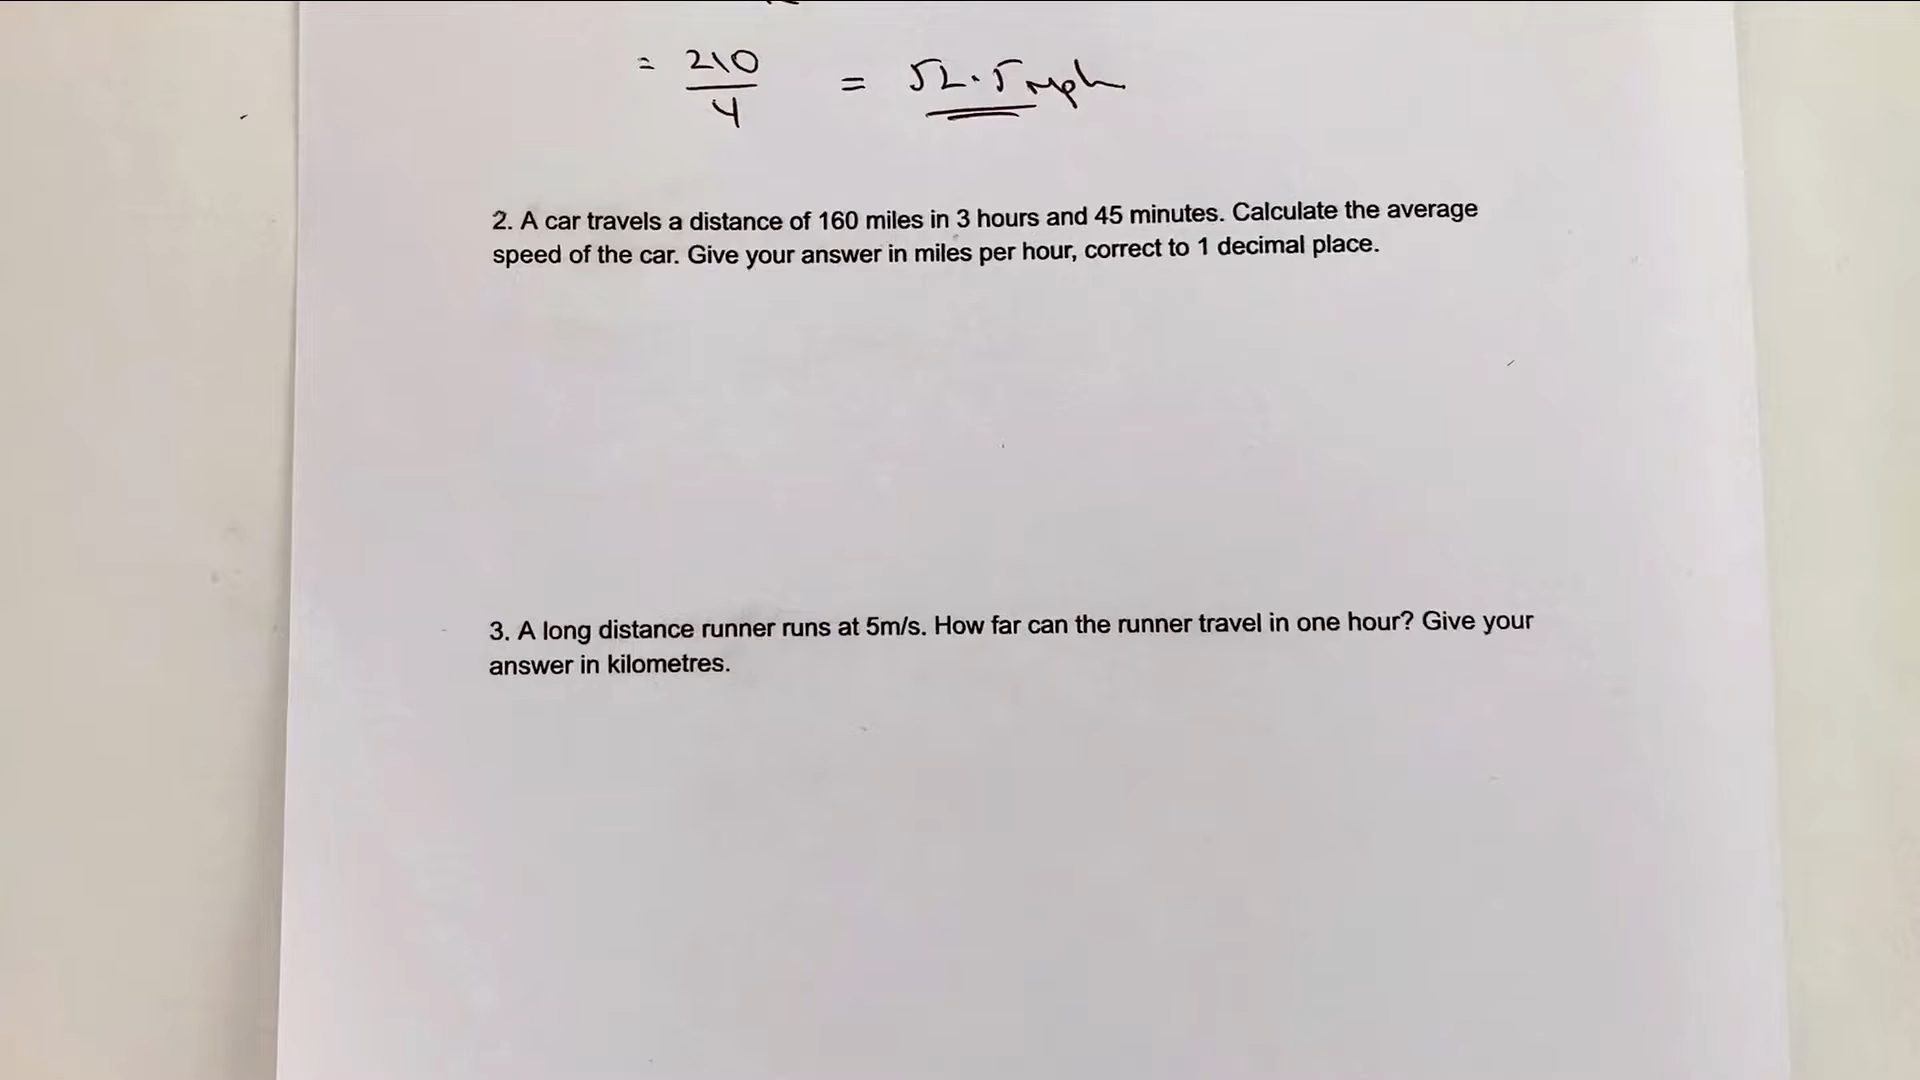 = 210/4 = 52.5mph
2. A car travels a distance of 160 miles in 3 hours and 45 minutes. Calculate the average
speed of the car. Give your answer in miles per hour, correct to 1 decimal place.
3. A long distance runner runs at 5m/s. How far can the runner travel in one hour? Give your
answer in kilometres.